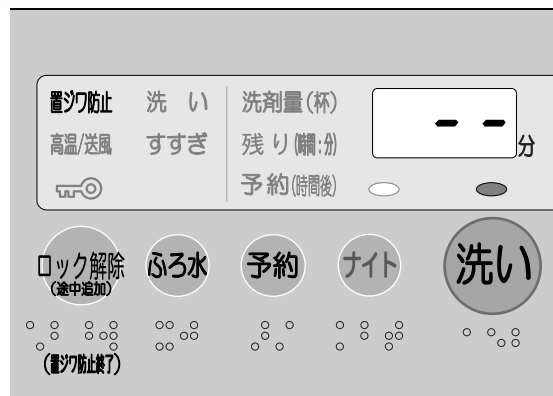 置ジワ防止 洗い 洗剤量(杯) --
高温/送風 すすぎ 残り(時間:分) 分
予約(時間後)
ロック解除 ふろ水 予約 ナイト 洗い
(途中追加)
(置ジワ防止終了)